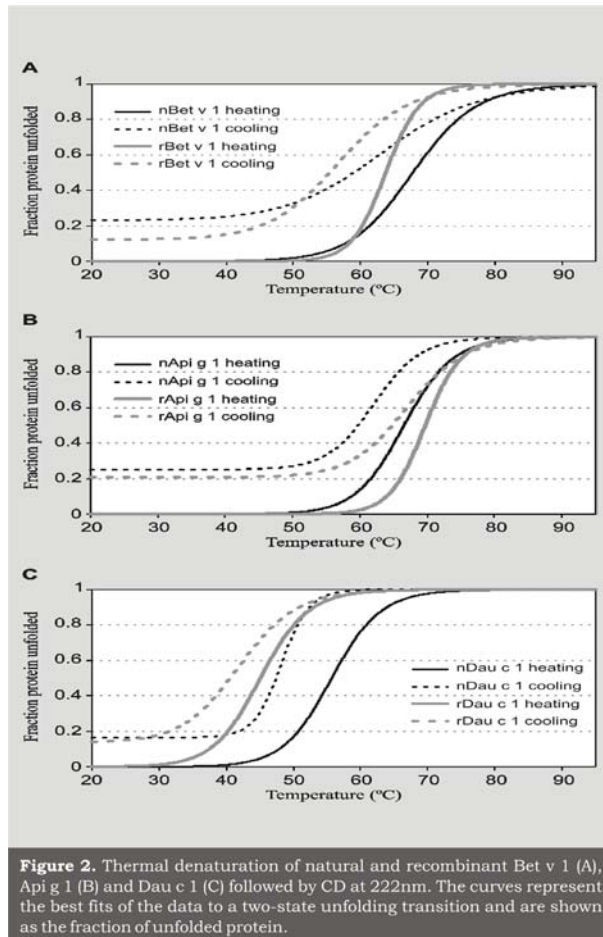 A
Fraction protein unfolded
1
0.8
0.6
0.4
0.2
0
nBet v 1 heating
nBet v 1 cooling
rBet v 1 heating
rBet v 1 cooling
20 30 40 50 60 70 80 90
Temperature (ºC)
B
Fraction protein unfolded
1
0.8
0.6
0.4
0.2
0
nApi g 1 heating
nApi g 1 cooling
rApi g 1 heating
rApi g 1 cooling
20 30 40 50 60 70 80 90
Temperature (ºC)
C
Fraction protein unfolded
1
0.8
0.6
0.4
0.2
0
nDau c 1 heating
nDau c 1 cooling
rDau c 1 heating
rDau c 1 cooling
20 30 40 50 60 70 80 90
Temperature (ºC)
Figure 2. Thermal denaturation of natural and recombinant Bet v 1 (A),
Api g 1 (B) and Dau c 1 (C) followed by CD at 222nm. The curves represent
the best fits of the data to a two-state unfolding transition and are shown
as the fraction of unfolded protein.